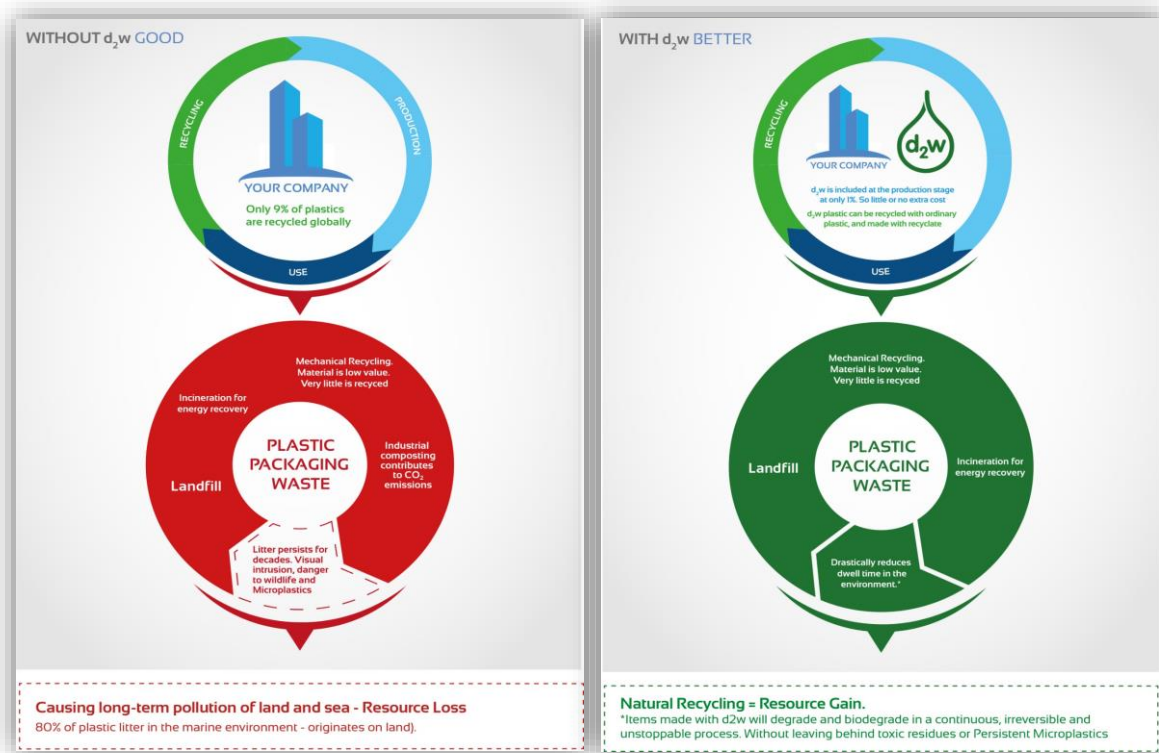 WITHOUT d₂w GOOD
RECYCLING
PRODUCTION
YOUR COMPANY
Only 9% of plastics
are recycled globally
USE
Mechanical Recycling.
Material is low value.
Very little is recyced
Incineration for
energy recovery
PLASTIC
PACKAGING
WASTE
Industrial
composting
contributes
to CO₂
emissions
Landfill
Litter persists for
decades. Visual
intrusion, danger
to wildlife and
Microplastics
Causing long-term pollution of land and sea - Resource Loss
80% of plastic litter in the marine environment - originates on land).
WITH d₂w BETTER
RECYCLING
YOUR COMPANY
d₂w
d₂w is included at the production stage
at only 1%. So little or no extra cost
d₂w plastic can be recycled with ordinary
plastic, and made with recyclate
USE
Mechanical Recycling.
Material is low value.
Very little is recyced
Landfill
PLASTIC
PACKAGING
WASTE
Incineration for
energy recovery
Drastically reduces
dwell time in the
environment.*
Natural Recycling = Resource Gain.
*Items made with d2w will degrade and biodegrade in a continuous, irreversible and
unstoppable process. Without leaving behind toxic residues or Persistent Microplastics